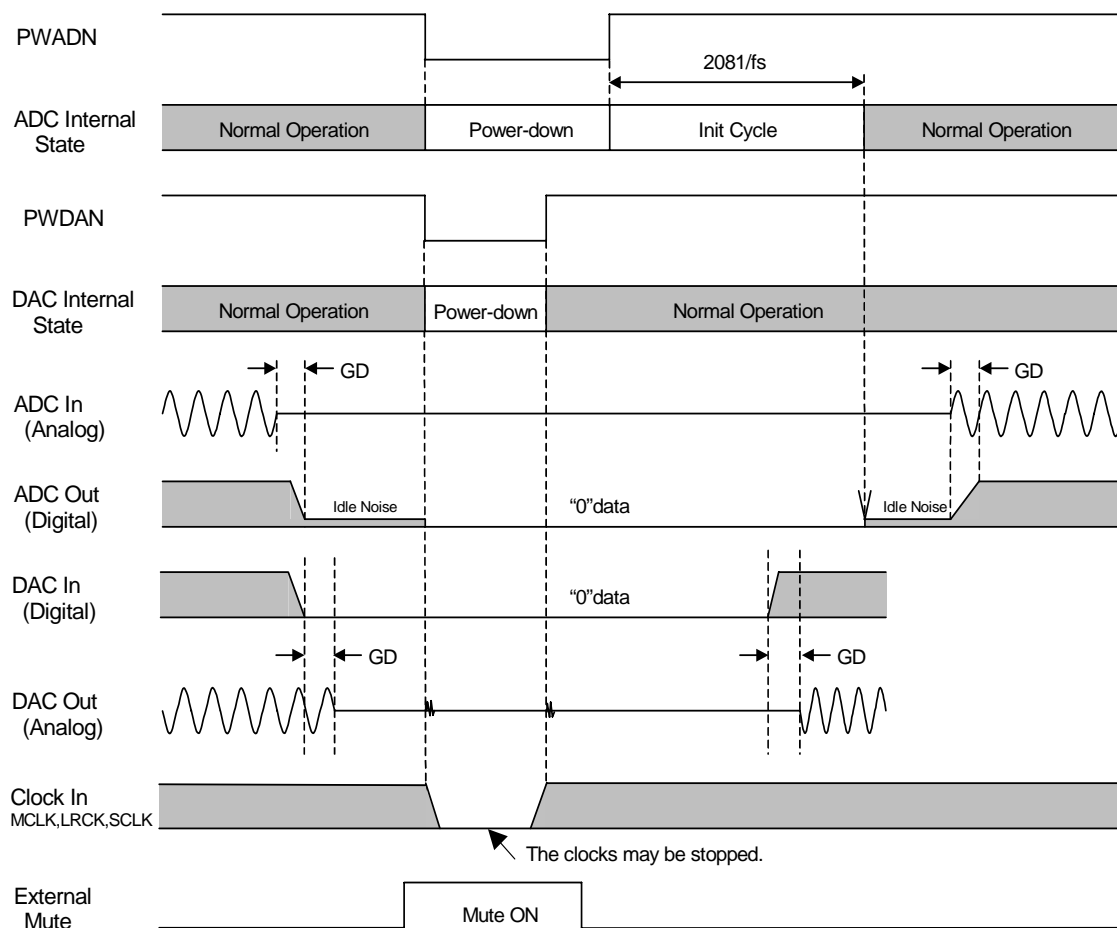 PWADN
2081/fs
ADC Internal
State
Normal Operation
Power-down
Init Cycle
Normal Operation
PWDAN
DAC Internal
State
Normal Operation
Power-down
Normal Operation
GD
GD
ADC In
(Analog)
ADC Out
(Digital)
Idle Noise
“0”data
Idle Noise
DAC In
(Digital)
“0”data
GD
GD
DAC Out
(Analog)
Clock In
MCLK,LRCK,SCLK
The clocks may be stopped.
External
Mute
Mute ON